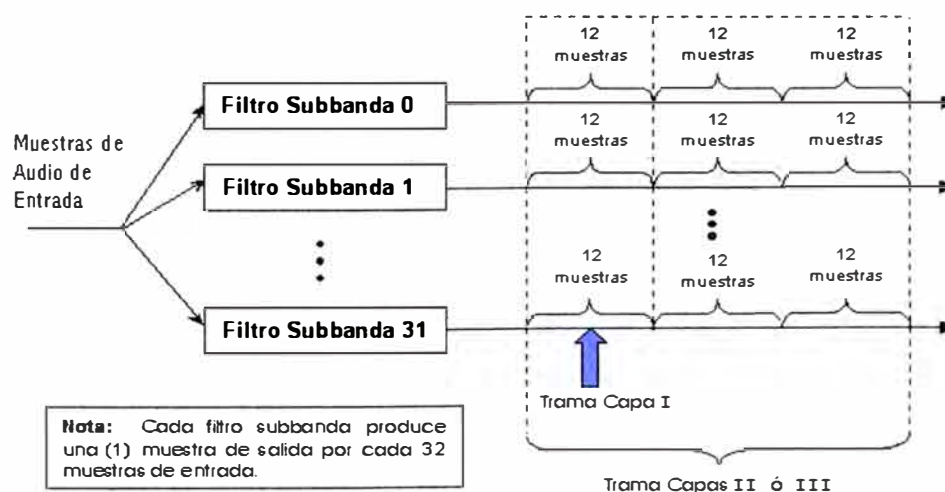 12 muestras
12 muestras
12 muestras
Filtro Subbanda 0
12 muestras
12 muestras
12 muestras
Muestras de
Audio de
Entrada
Filtro Subbanda 1
12 muestras
12 muestras
12 muestras
Filtro Subbanda 31
Trama Capa I
Nota: Cada filtro subbanda produce
una (1) muestra de salida por cada 32
muestras de entrada.
Trama Capas II ó III